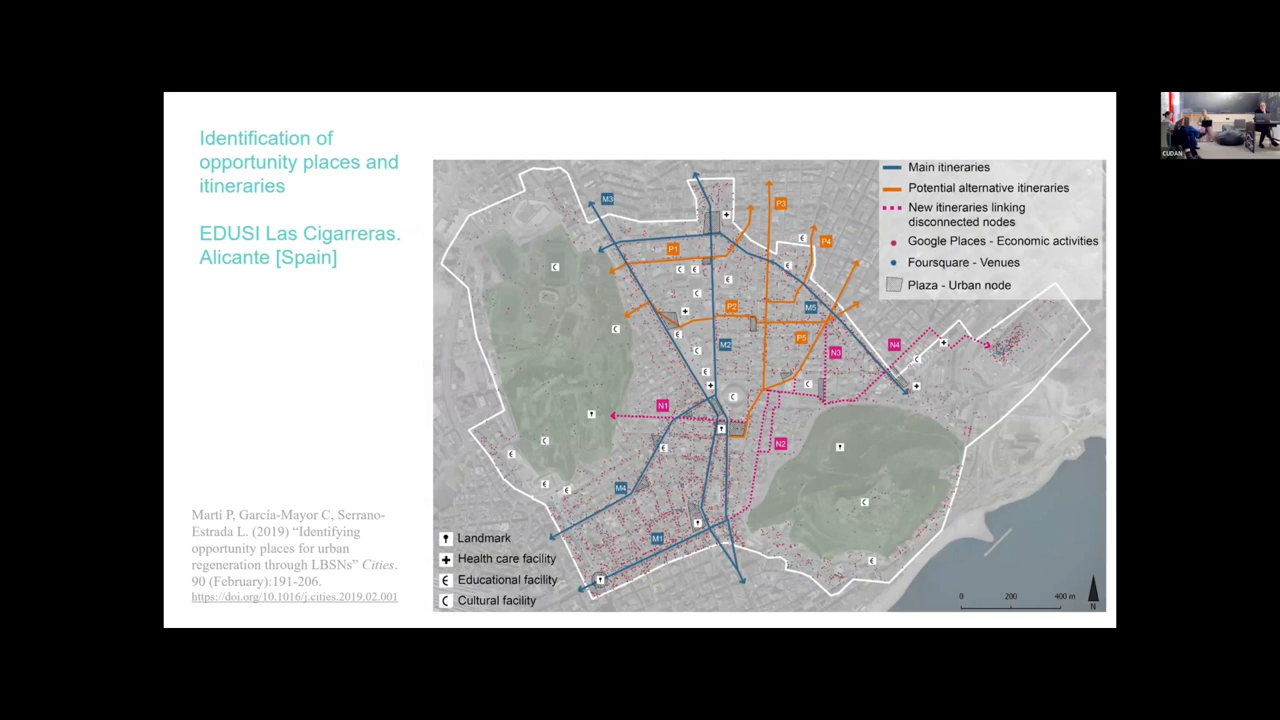 Identification of
opportunity places and
itineraries
EDUSI Las Cigarreras.
Alicante [Spain]
Martí P, García-Mayor C, Serrano-
Estrada L. (2019) “Identifying
opportunity places for urban
regeneration through LBSNs” Cities.
90 (February):191-206.
https://doi.org/10.1016/j.cities.2019.02.001
Main itineraries
Potential alternative itineraries
New itineraries linking
disconnected nodes
Google Places - Economic activities
Foursquare - Venues
Plaza - Urban node
M3
P3
P1
P4
P2
M5
M2
P5
N3
N4
N1
N2
M4
M1
Landmark
Health care facility
Educational facility
Cultural facility
0 200 400 m
N
CUDAN